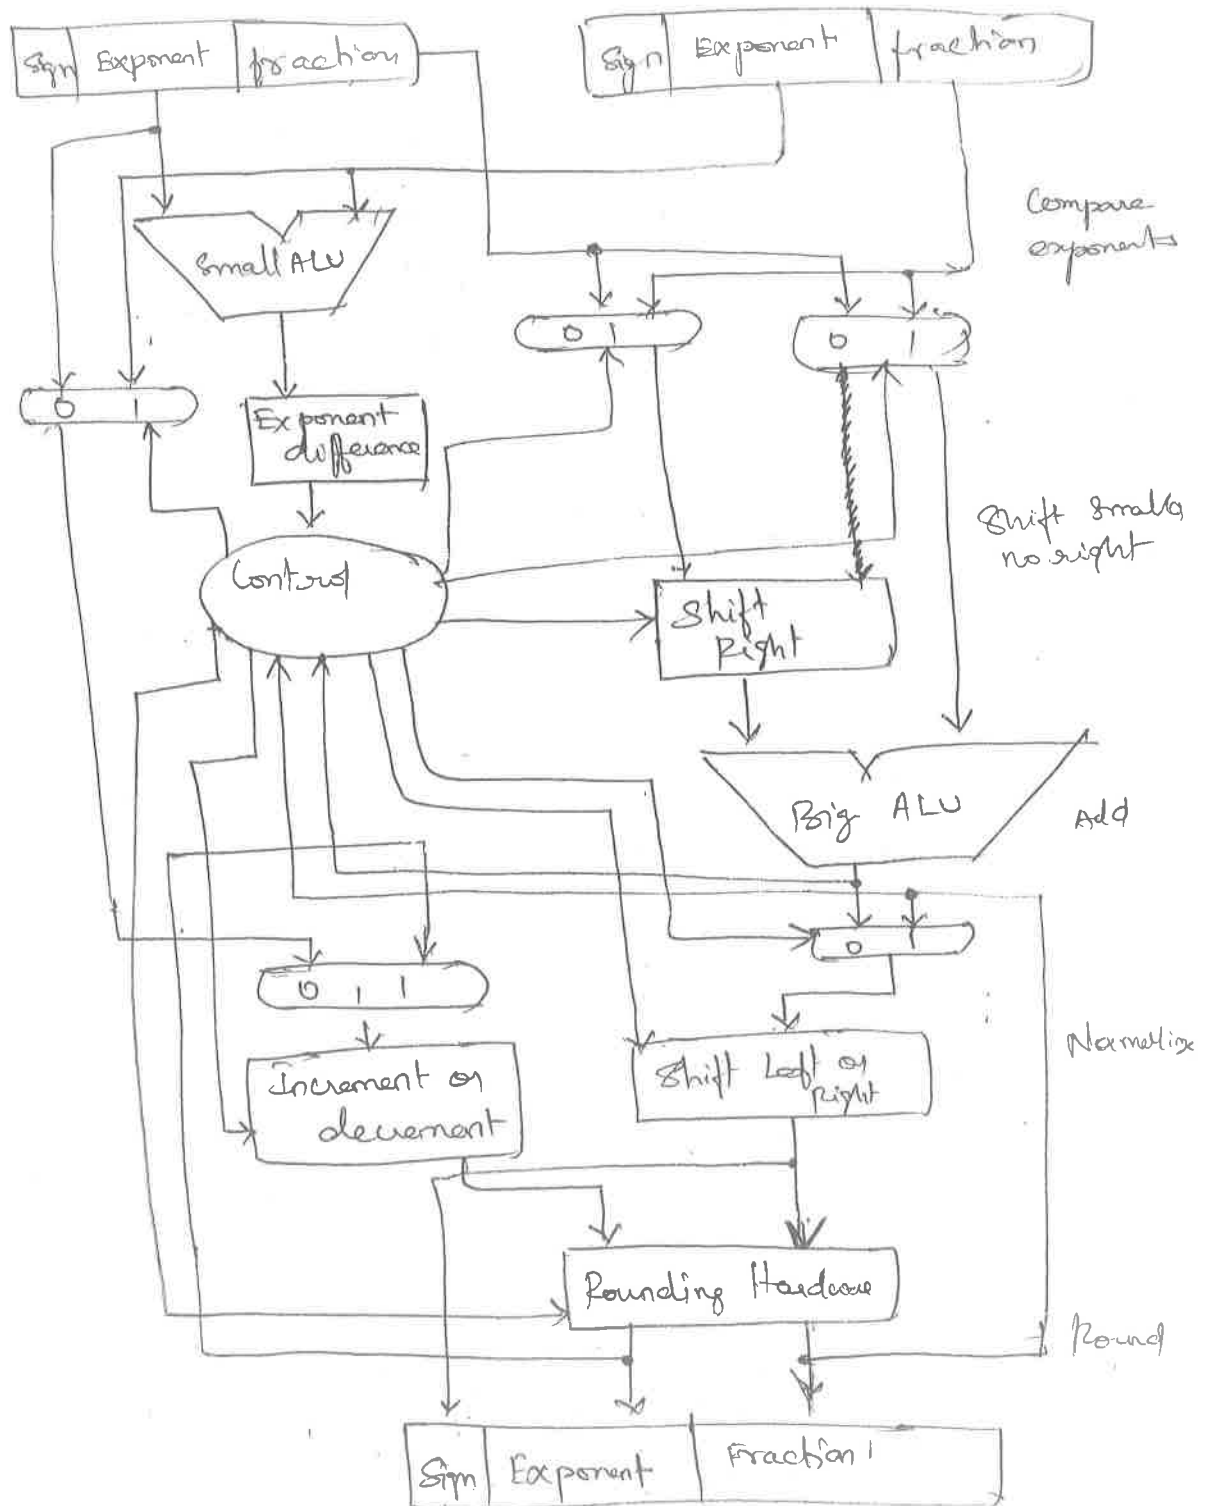 Sign Exponent fraction
Sign Exponent fraction
Compare
exponents
Small ALU
0 1
0 1
0 1
Exponent
difference
Shift Smaller
no. right
Control
Shift
Right
Big ALU
Add
0 1
0 1
Normalize
Increment or
decrement
Shift Left or
Right
Rounding Hardware
Round
Sign Exponent Fraction